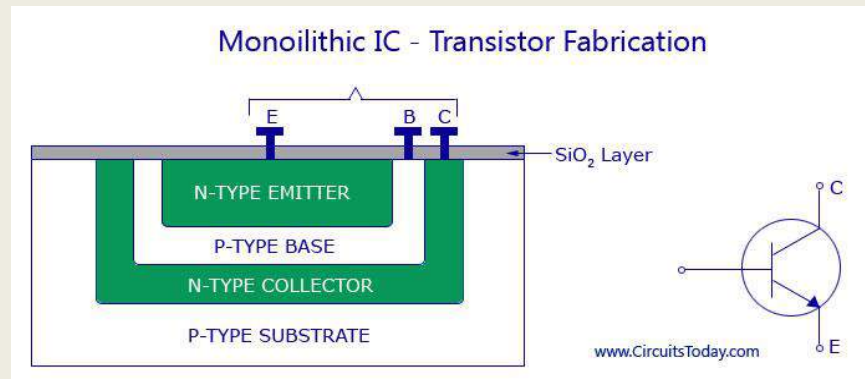 Monoilithic IC - Transistor Fabrication
E B C
SiO₂ Layer
N-TYPE EMITTER
P-TYPE BASE
N-TYPE COLLECTOR
P-TYPE SUBSTRATE
C
E
www.CircuitsToday.com